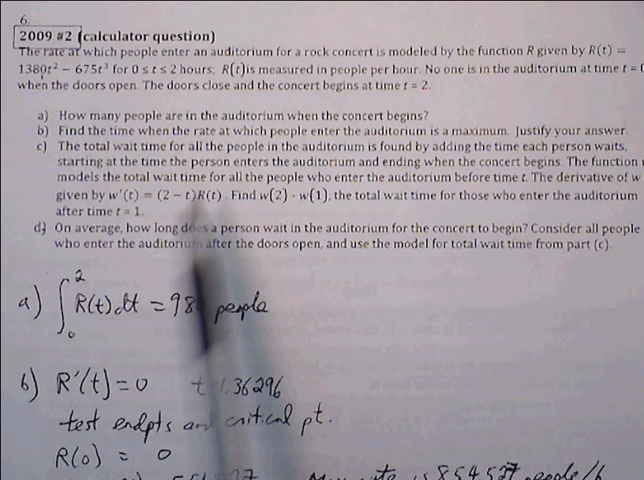 6.
2009 #2 (calculator question)
The rate at which people enter an auditorium for a rock concert is modeled by the function R given by R(t) =
1380t² − 675t³ for 0 ≤ t ≤ 2 hours; R(t) is measured in people per hour. No one is in the auditorium at time t =
when the doors open. The doors close and the concert begins at time t = 2.
a) How many people are in the auditorium when the concert begins?
b) Find the time when the rate at which people enter the auditorium is a maximum. Justify your answer.
c) The total wait time for all the people in the auditorium is found by adding the time each person waits,
starting at the time the person enters the auditorium and ending when the concert begins. The function
models the total wait time for all the people who enter the auditorium before time t. The derivative of w
given by w'(t) = (2 − t)R(t). Find w(2) - w(1), the total wait time for those who enter the auditorium
after time t = 1.
d) On average, how long does a person wait in the auditorium for the concert to begin? Consider all people
who enter the auditorium after the doors open, and use the model for total wait time from part (c).
a) ∫₀² R(t) dt = 98 people
b) R'(t) = 0 t 1.36296
test endpts and critical pt.
R(0) = 0
is 854.527 people/h